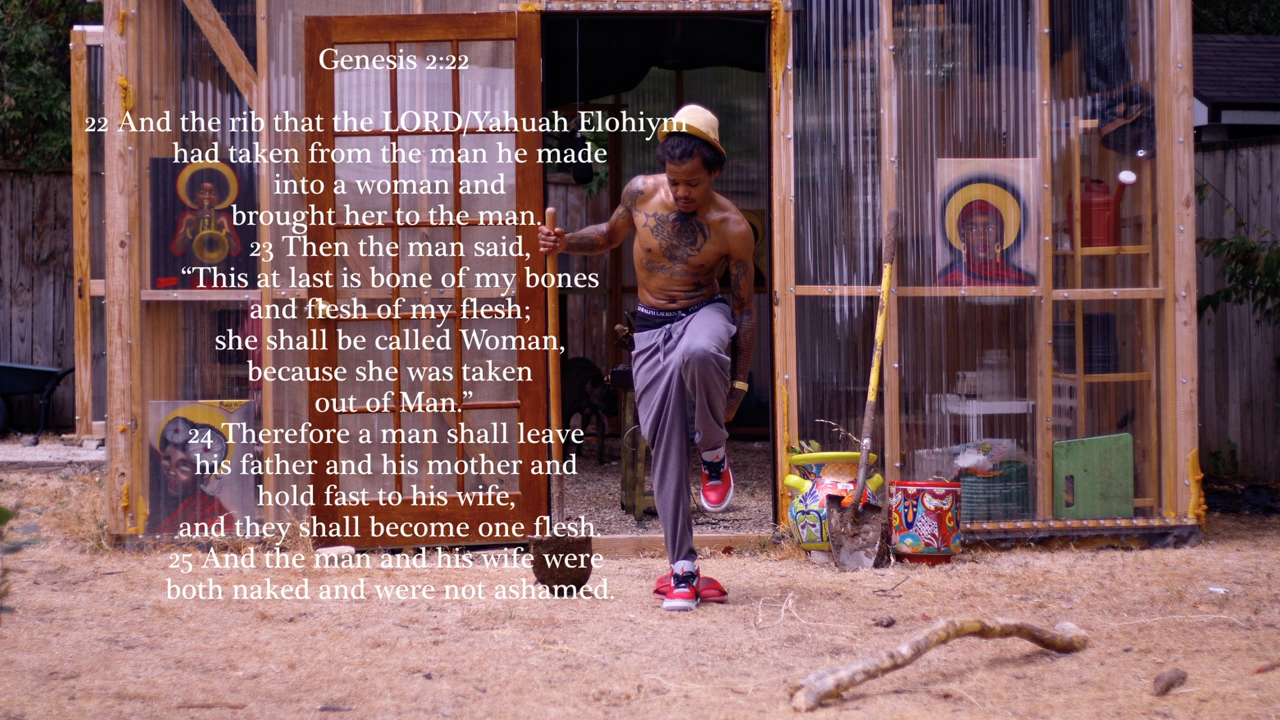 Genesis 2:22
22 And the rib that the LORD/Yahuah Elohiym
had taken from the man he made
into a woman and
brought her to the man.
23 Then the man said,
“This at last is bone of my bones
and flesh of my flesh;
she shall be called Woman,
because she was taken
out of Man.”
24 Therefore a man shall leave
his father and his mother and
hold fast to his wife,
and they shall become one flesh.
25 And the man and his wife were
both naked and were not ashamed.